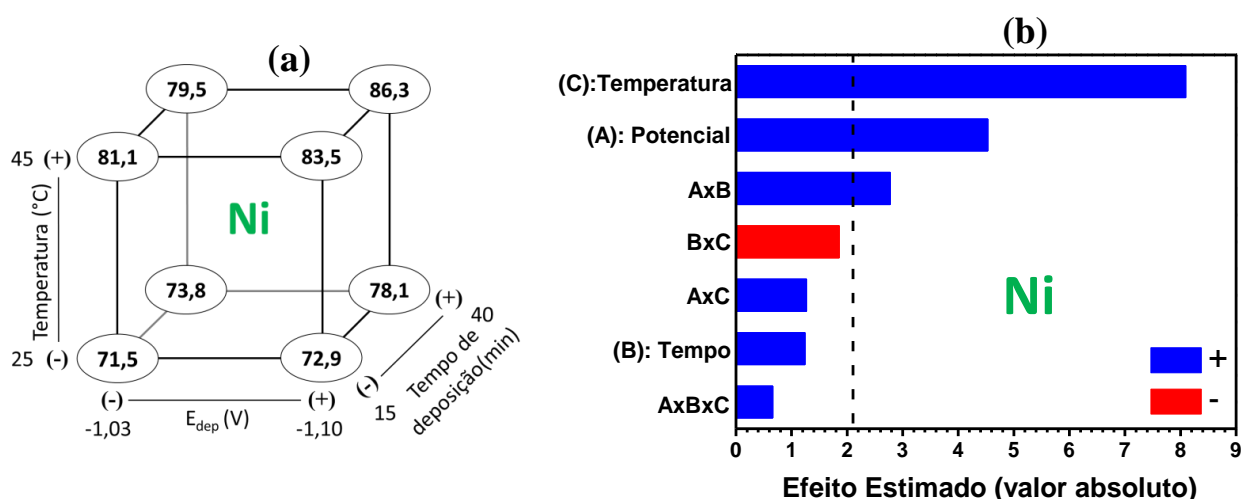 (a)
79,5
86,3
81,1
83,5
45 (+)
Temperatura (°C)
Ni
73,8
78,1
(+)
40
25 (-)
71,5
72,9
(-)
15
Tempo de
deposição(min)
(-)
E_dep (V)
(+)
-1,03
-1,10
(b)
(C):Temperatura
(A): Potencial
AxB
BxC
AxC
(B): Tempo
AxBxC
Ni
+
-
0 1 2 3 4 5 6 7 8 9
Efeito Estimado (valor absoluto)